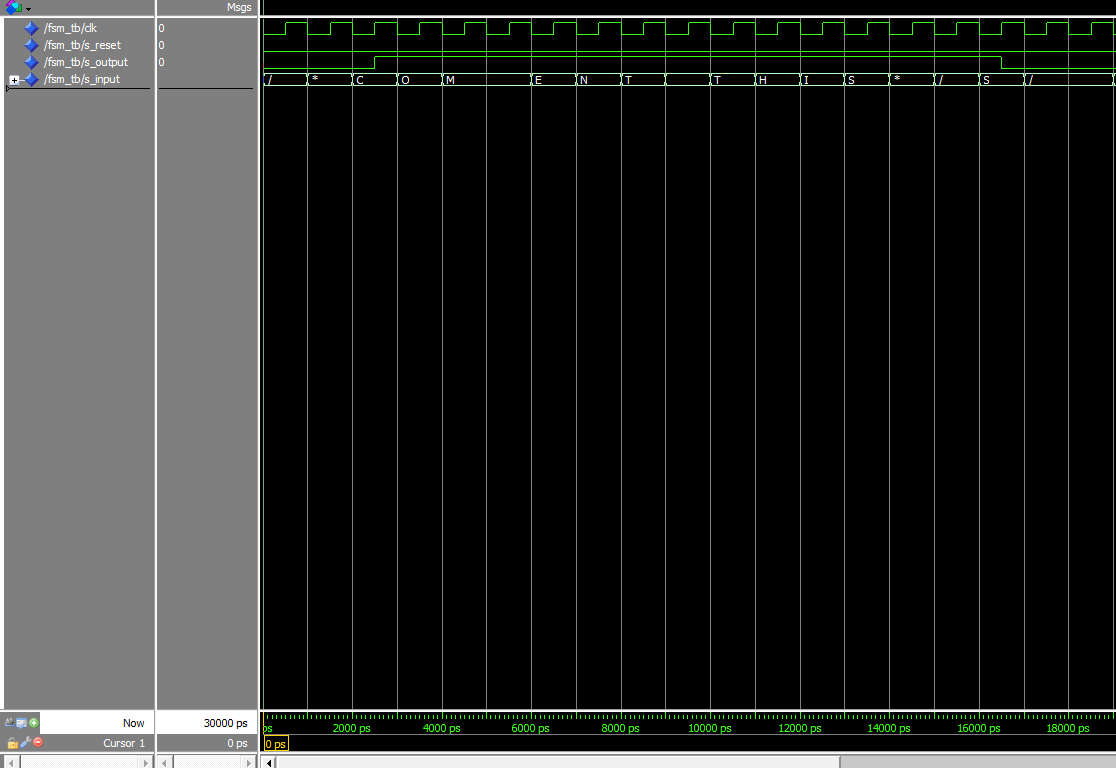 Msgs
/fsm_tb/clk 0
/fsm_tb/s_reset 0
/fsm_tb/s_output 0
/fsm_tb/s_input / * C O M E N T T H I S * / S /
Now 30000 ps
ps 2000 ps 4000 ps 6000 ps 8000 ps 10000 ps 12000 ps 14000 ps 16000 ps 18000 ps
Cursor 1 0 ps 0 ps